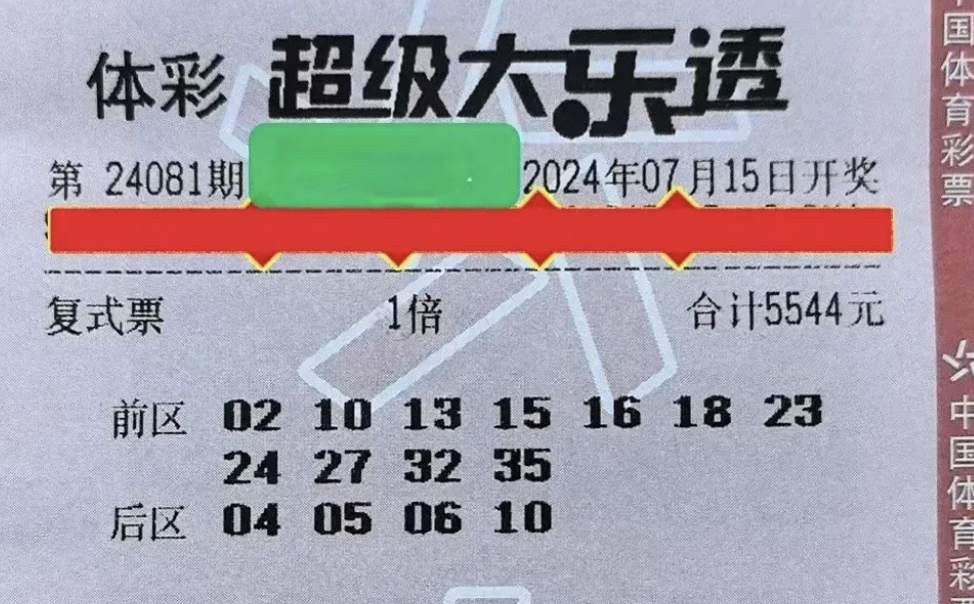 体彩 超级大乐透
第 24081期 2024年07月15日开奖
复式票 1倍 合计5544元
前区 02 10 13 15 16 18 23
24 27 32 35
后区 04 05 06 10
中国体育彩票
中国体育彩票